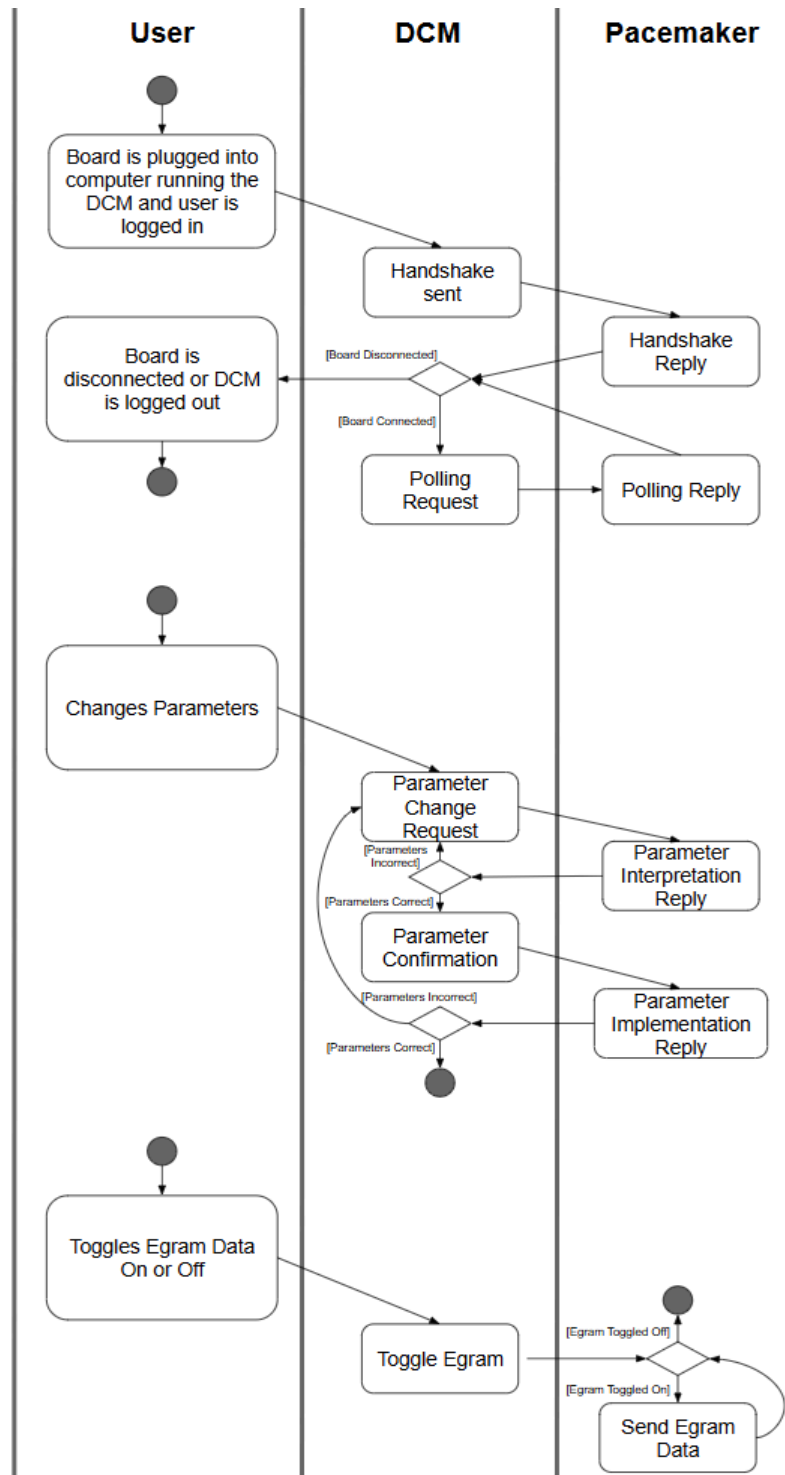 User
DCM
Pacemaker
Board is plugged into
computer running the
DCM and user is
logged in
Handshake
sent
Handshake
Reply
[Board Disconnected]
Board is
disconnected or DCM
is logged out
[Board Connected]
Polling
Request
Polling Reply
Changes Parameters
Parameter
Change
Request
[Parameters
Incorrect]
Parameter
Interpretation
Reply
[Parameters Correct]
Parameter
Confirmation
[Parameters Incorrect]
Parameter
Implementation
Reply
[Parameters Correct]
Toggles Egram Data
On or Off
Toggle Egram
[Egram Toggled Off]
[Egram Toggled On]
Send Egram
Data